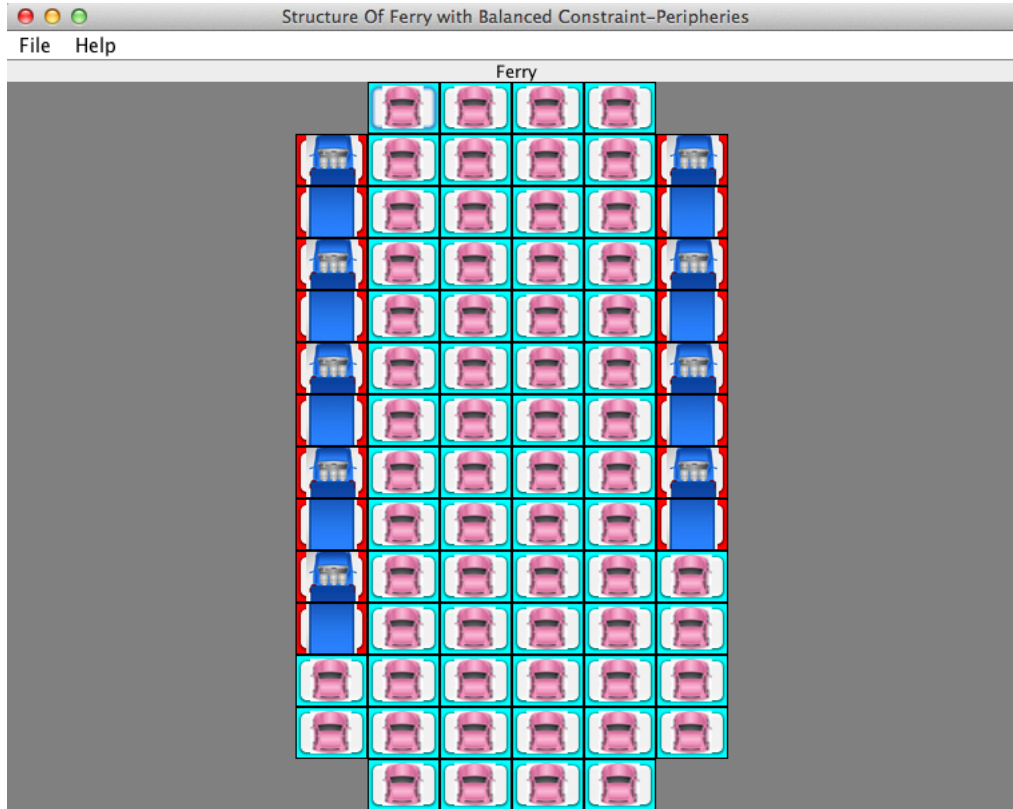 Structure Of Ferry with Balanced Constraint-Peripheries
File Help
Ferry